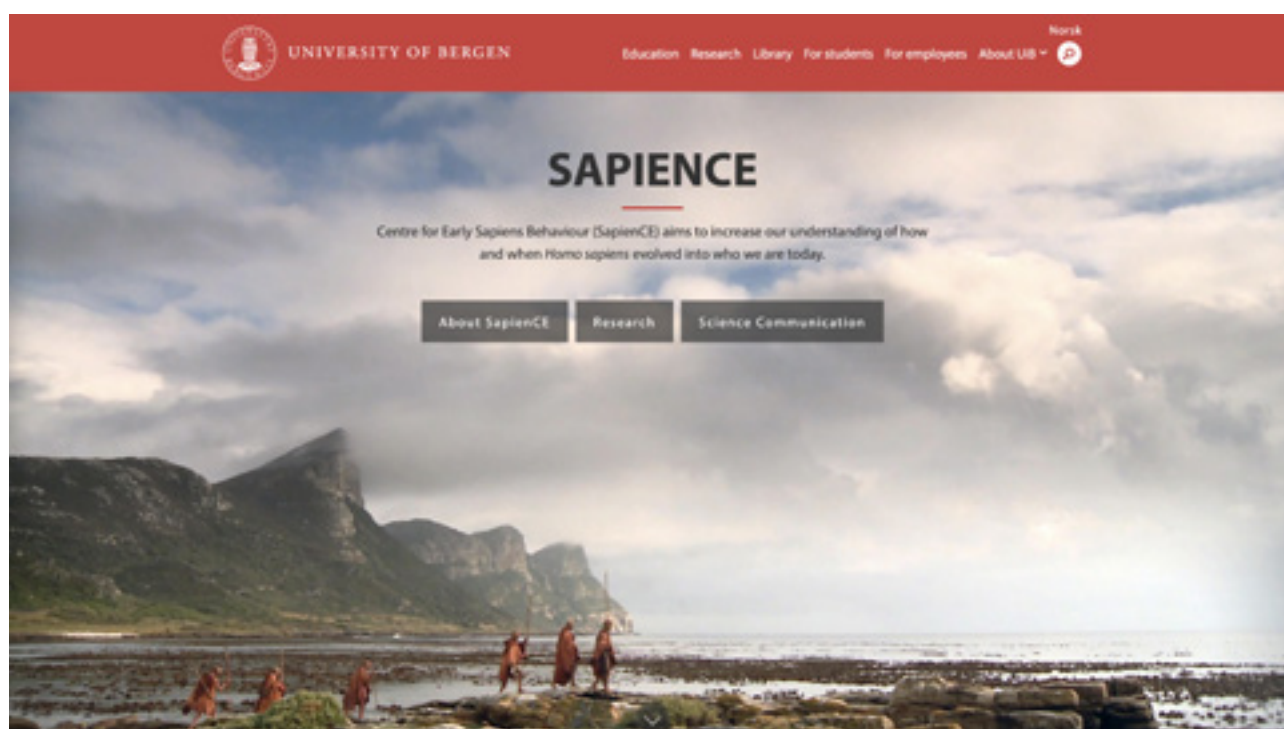 Norsk
UNIVERSITY OF BERGEN
Education Research Library For students For employees About UiB
SAPIENCE
Centre for Early Sapiens Behaviour (SapienCE) aims to increase our understanding of how
and when Homo sapiens evolved into who we are today.
About SapienCE Research Science Communication